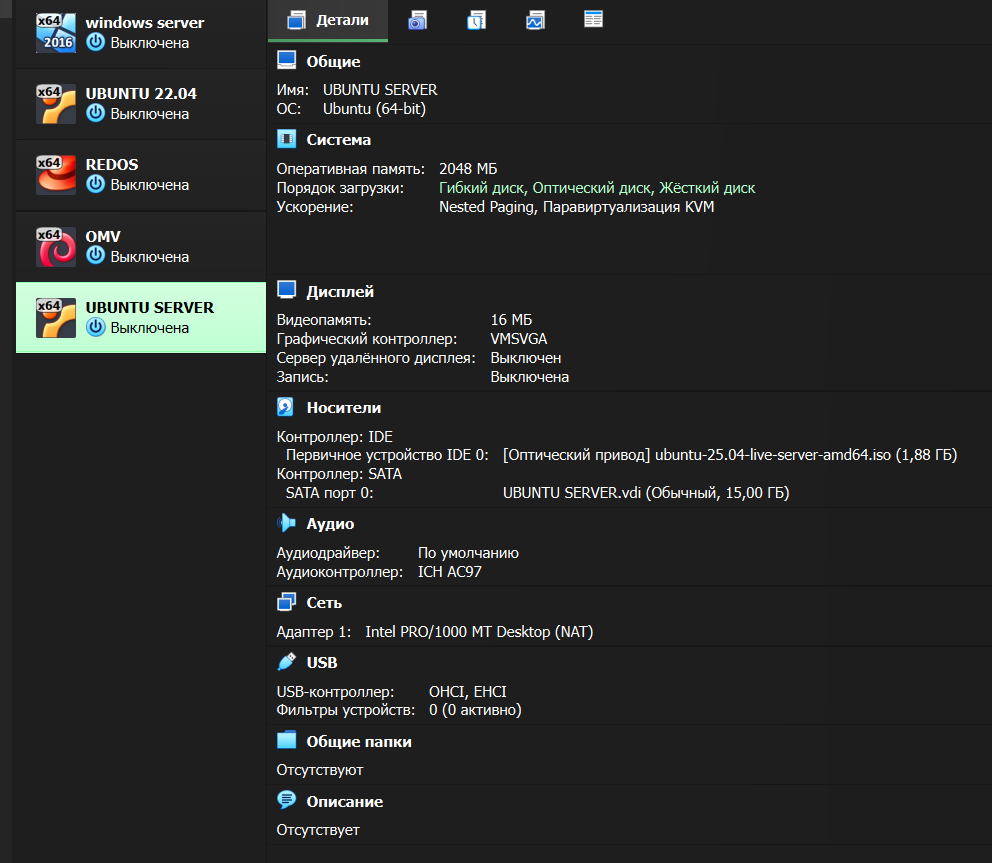 x64
2016
windows server
Выключена
x64
UBUNTU 22.04
Выключена
x64
REDOS
Выключена
x64
OMV
Выключена
x64
UBUNTU SERVER
Выключена
Детали
Общие
Имя: UBUNTU SERVER
ОС: Ubuntu (64-bit)
Система
Оперативная память: 2048 МБ
Порядок загрузки: Гибкий диск, Оптический диск, Жёсткий диск
Ускорение: Nested Paging, Паравиртуализация KVM
Дисплей
Видеопамять: 16 МБ
Графический контроллер: VMSVGA
Сервер удалённого дисплея: Выключен
Запись: Выключена
Носители
Контроллер: IDE
Первичное устройство IDE 0: [Оптический привод] ubuntu-25.04-live-server-amd64.iso (1,88 ГБ)
Контроллер: SATA
SATA порт 0: UBUNTU SERVER.vdi (Обычный, 15,00 ГБ)
Аудио
Аудиодрайвер: По умолчанию
Аудиоконтроллер: ICH AC97
Сеть
Адаптер 1: Intel PRO/1000 MT Desktop (NAT)
USB
USB-контроллер: OHCI, EHCI
Фильтры устройств: 0 (0 активно)
Общие папки
Отсутствуют
Описание
Отсутствует